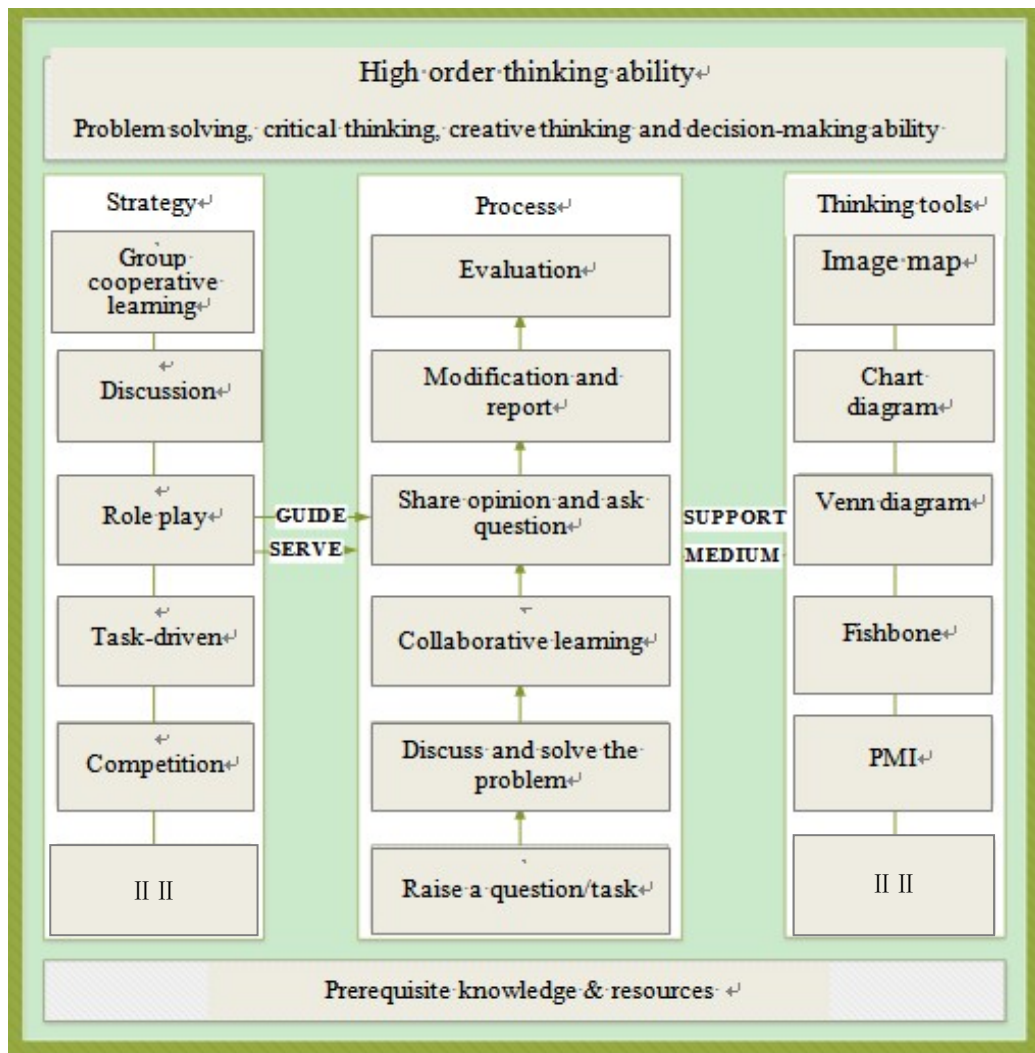 High order thinking ability
Problem solving, critical thinking, creative thinking and decision-making ability
Strategy
Group
cooperative
learning
Discussion
Role play
Task-driven
Competition
II II
GUIDE
SERVE
Process
Evaluation
Modification and
report
Share opinion and ask
question
Collaborative learning
Discuss and solve the
problem
Raise a question/task
SUPPORT
MEDIUM
Thinking tools
Image map
Chart
diagram
Venn diagram
Fishbone
PMI
II II
Prerequisite knowledge & resources